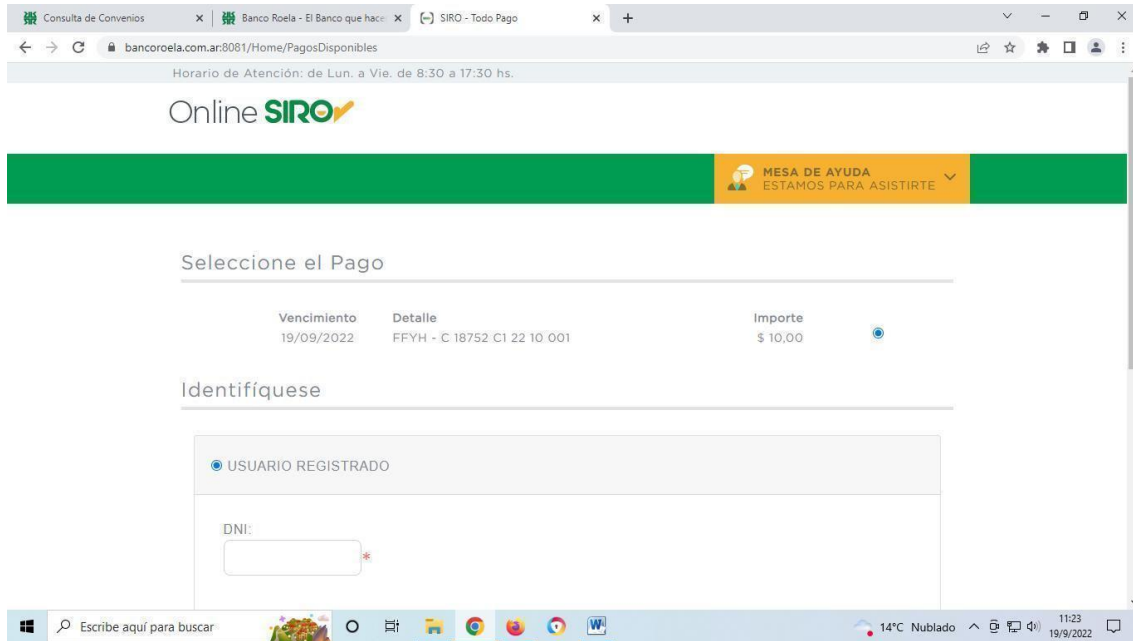 Consulta de Convenios
Banco Roela - El Banco que hace
SIRO - Todo Pago
bancoroela.com.ar:8081/Home/PagosDisponibles
Horario de Atención: de Lun. a Vie. de 8:30 a 17:30 hs.
Online SIRO
MESA DE AYUDA
ESTAMOS PARA ASISTIRTE
Seleccione el Pago
Vencimiento Detalle Importe
19/09/2022 FFYH - C 18752 C1 22 10 001 $ 10,00
Identifíquese
USUARIO REGISTRADO
DNI:
*
Escribe aquí para buscar
14°C Nublado
11:23
19/9/2022